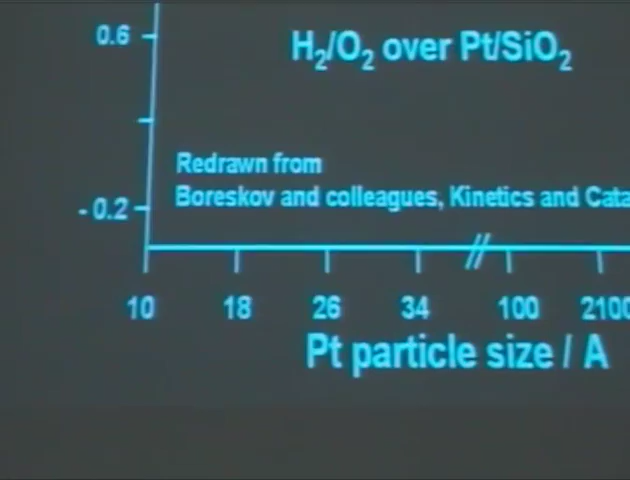 0.6
H₂/O₂ over Pt/SiO₂
Redrawn from
Boreskov and colleagues, Kinetics and Cata
- 0.2
10 18 26 34 100 2100
Pt particle size / A